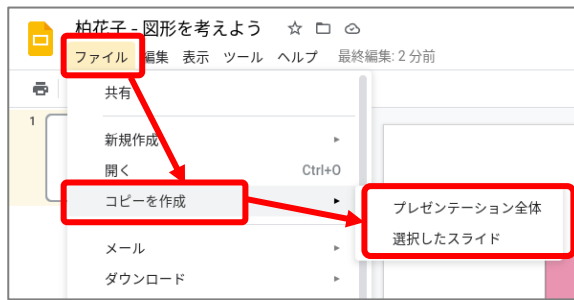 柏花子 - 図形を考えよう
ファイル 編集 表示 ツール ヘルプ 最終編集: 2 分前
共有
1
新規作成
開く Ctrl+O
コピーを作成
プレゼンテーション全体
選択したスライド
メール
ダウンロード